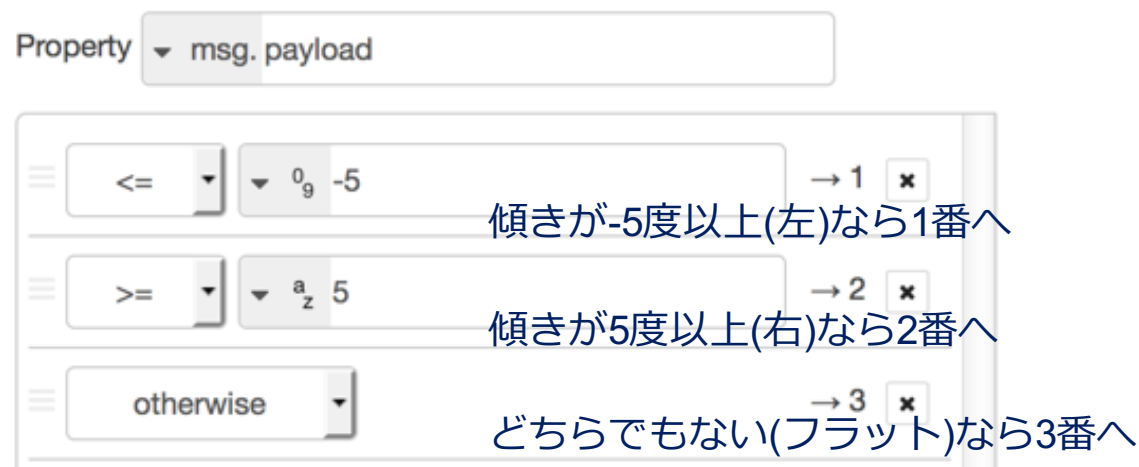 Property msg. payload
<= 09 -5 → 1 ×
傾きが-5度以上(左)なら1番へ
>= az 5 → 2 ×
傾きが5度以上(右)なら2番へ
otherwise → 3 ×
どちらでもない(フラット)なら3番へ